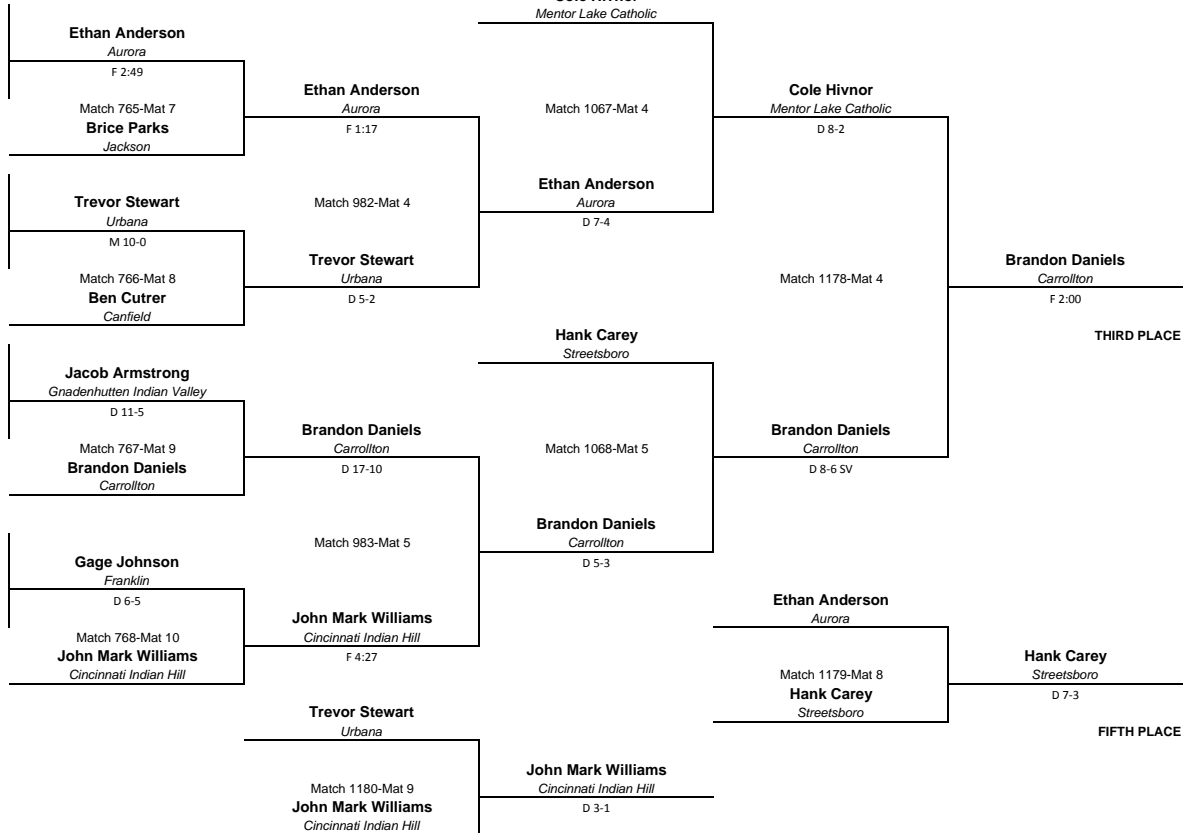 Cole Hivnor
Mentor Lake Catholic
Ethan Anderson
Aurora
F 2:49
Match 765-Mat 7
Brice Parks
Jackson
Ethan Anderson
Aurora
F 1:17
Match 1067-Mat 4
Cole Hivnor
Mentor Lake Catholic
D 8-2
Trevor Stewart
Urbana
M 10-0
Match 766-Mat 8
Ben Cutrer
Canfield
Match 982-Mat 4
Trevor Stewart
Urbana
D 5-2
Ethan Anderson
Aurora
D 7-4
Match 1178-Mat 4
Brandon Daniels
Carrollton
F 2:00
THIRD PLACE
Jacob Armstrong
Gnadenhutten Indian Valley
D 11-5
Match 767-Mat 9
Brandon Daniels
Carrollton
Brandon Daniels
Carrollton
D 17-10
Hank Carey
Streetsboro
Match 1068-Mat 5
Brandon Daniels
Carrollton
D 8-6 SV
Gage Johnson
Franklin
D 6-5
Match 768-Mat 10
John Mark Williams
Cincinnati Indian Hill
Match 983-Mat 5
John Mark Williams
Cincinnati Indian Hill
F 4:27
Brandon Daniels
Carrollton
D 5-3
Ethan Anderson
Aurora
Match 1179-Mat 8
Hank Carey
Streetsboro
Hank Carey
Streetsboro
D 7-3
FIFTH PLACE
Trevor Stewart
Urbana
Match 1180-Mat 9
John Mark Williams
Cincinnati Indian Hill
John Mark Williams
Cincinnati Indian Hill
D 3-1